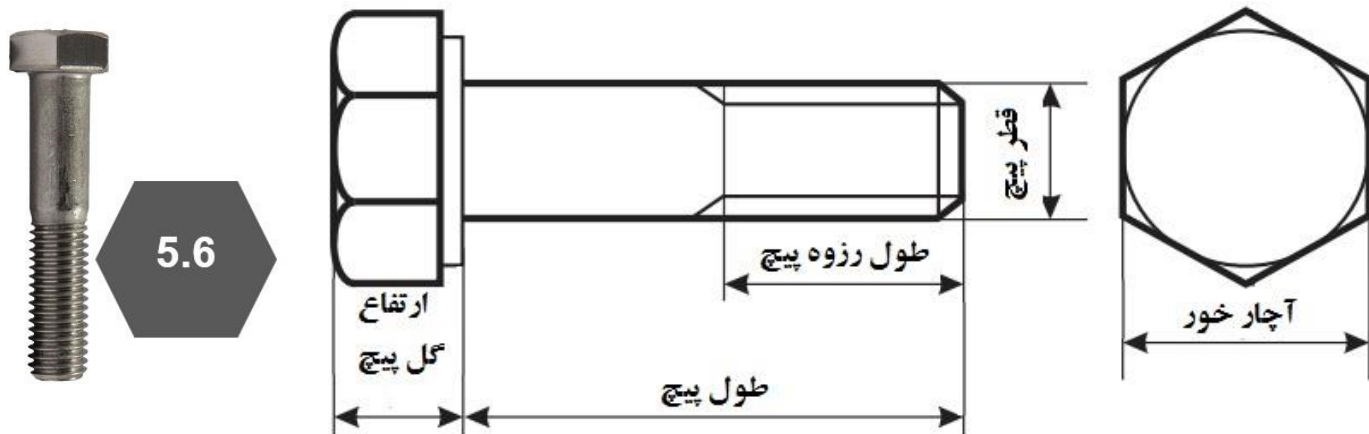 5.6
قطر پیچ
طول رزوه پیچ
ارتفاع
گل پیچ
طول پیچ
آچار خور